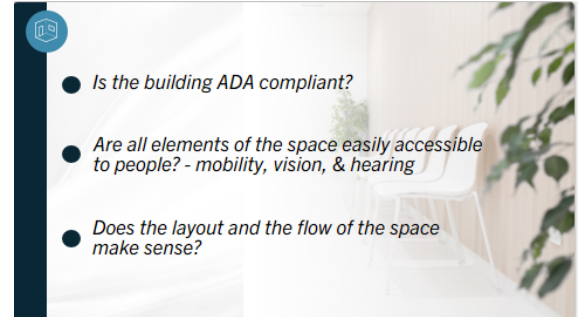 Is the building ADA compliant?
Are all elements of the space easily accessible
to people? - mobility, vision, & hearing
Does the layout and the flow of the space
make sense?